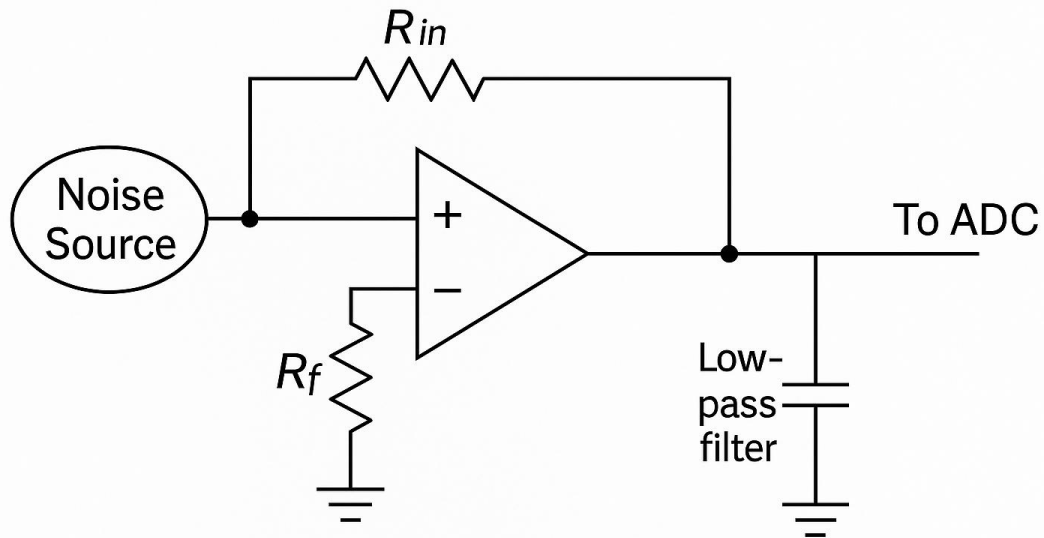 Rin
Noise
Source
+
−
To ADC
Rf
Low-
pass
filter